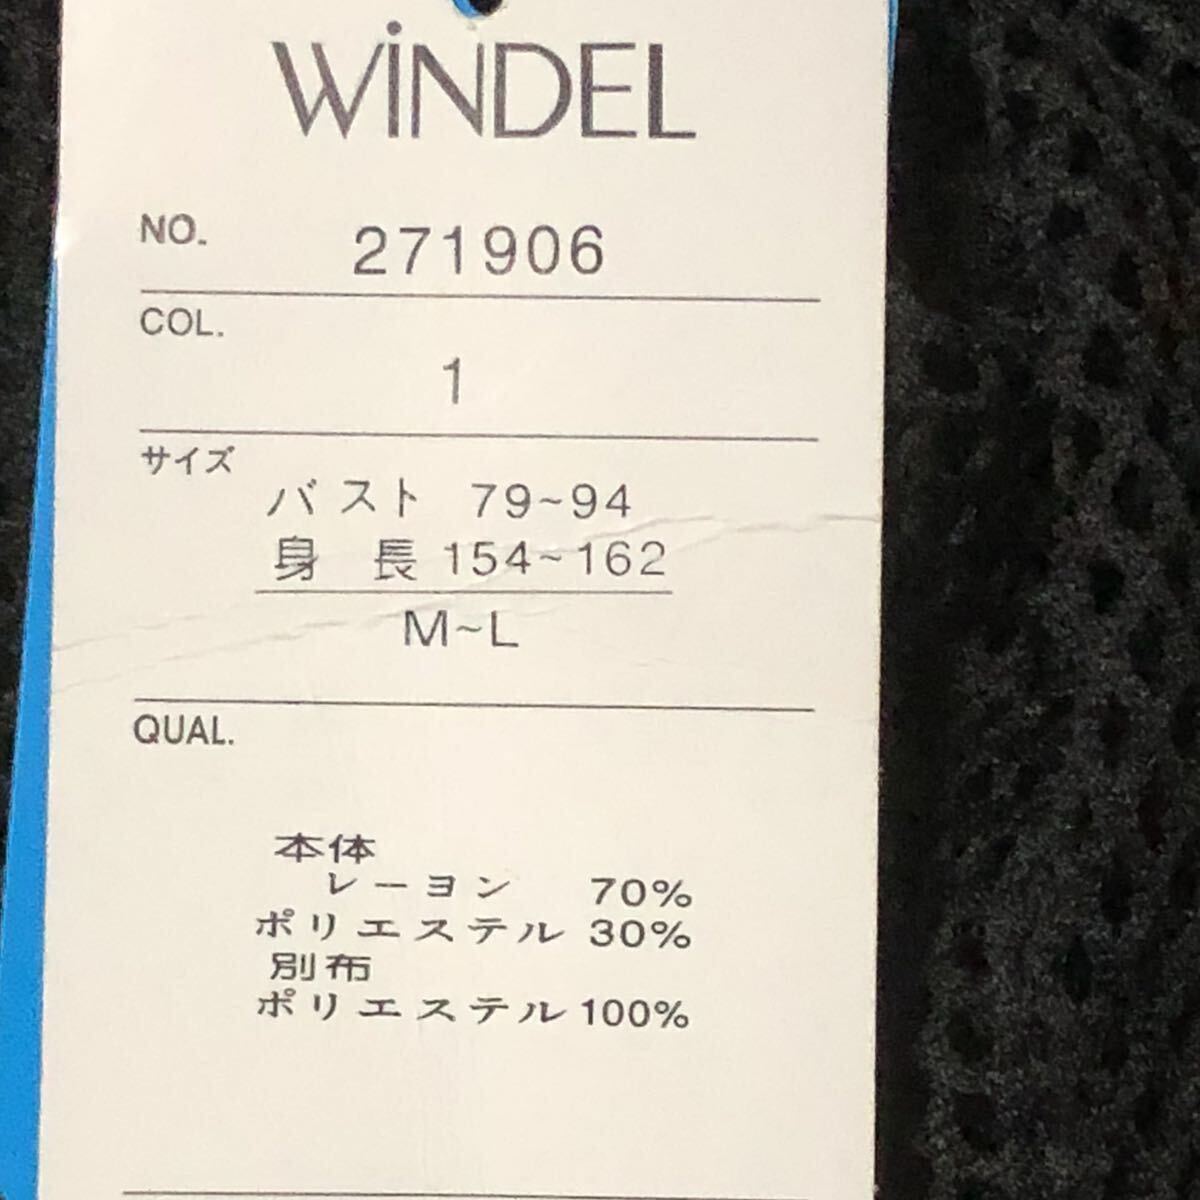 WiNDEL
NO. 271906
COL.
1
サイズ
バスト 79~94
身 長 154~162
M~L
QUAL.
本体
レーヨン 70%
ポリエステル 30%
別布
ポリエステル 100%